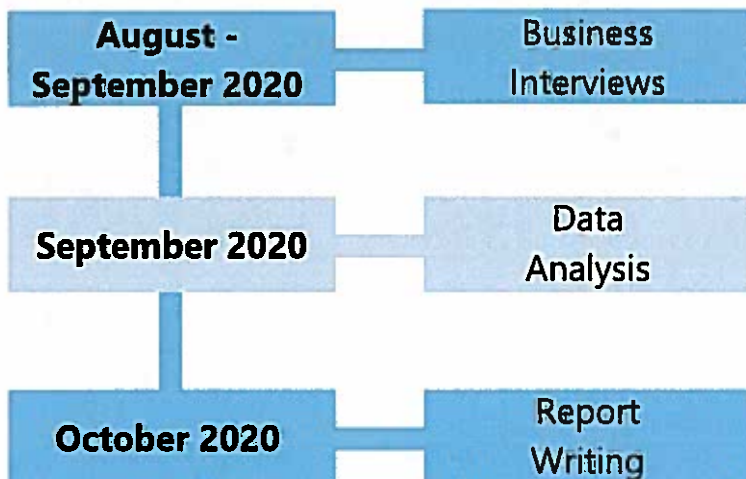 August -
September 2020
Business
Interviews
September 2020
Data
Analysis
October 2020
Report
Writing